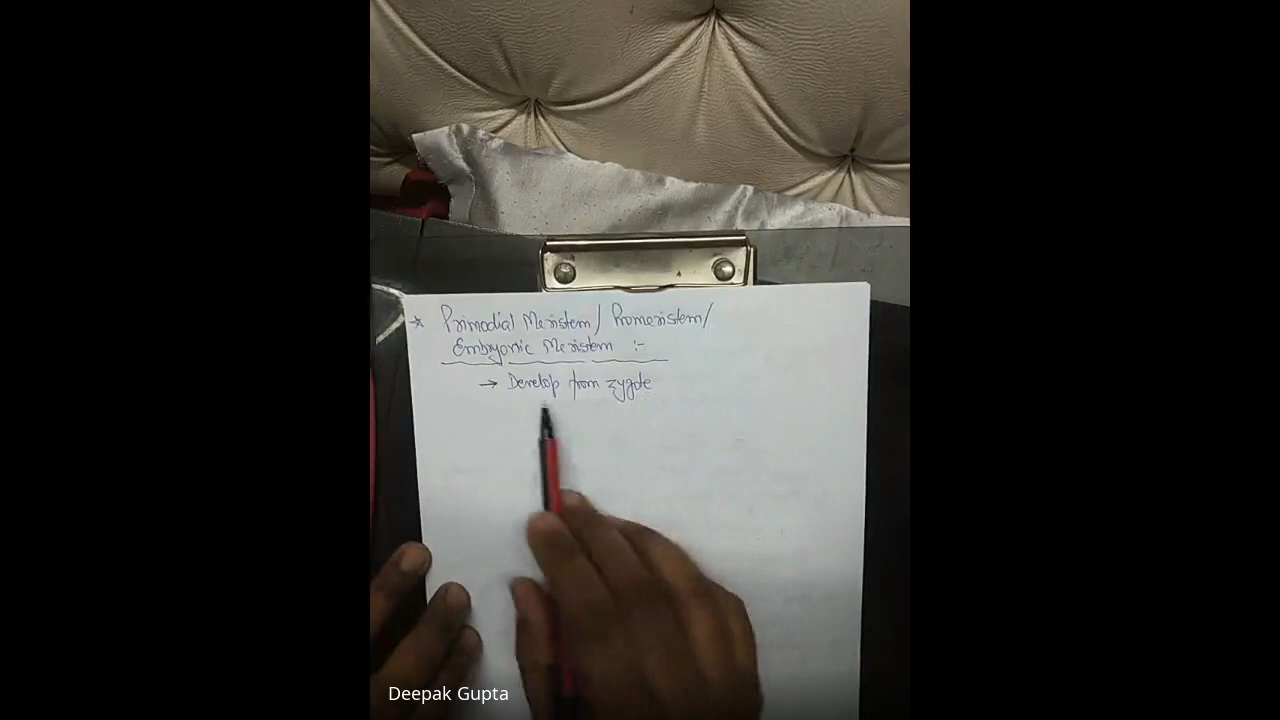 * Primodial Meristem/ Promeristem/
Embryonic Meristem :-
→ Develop from zygote
Deepak Gupta